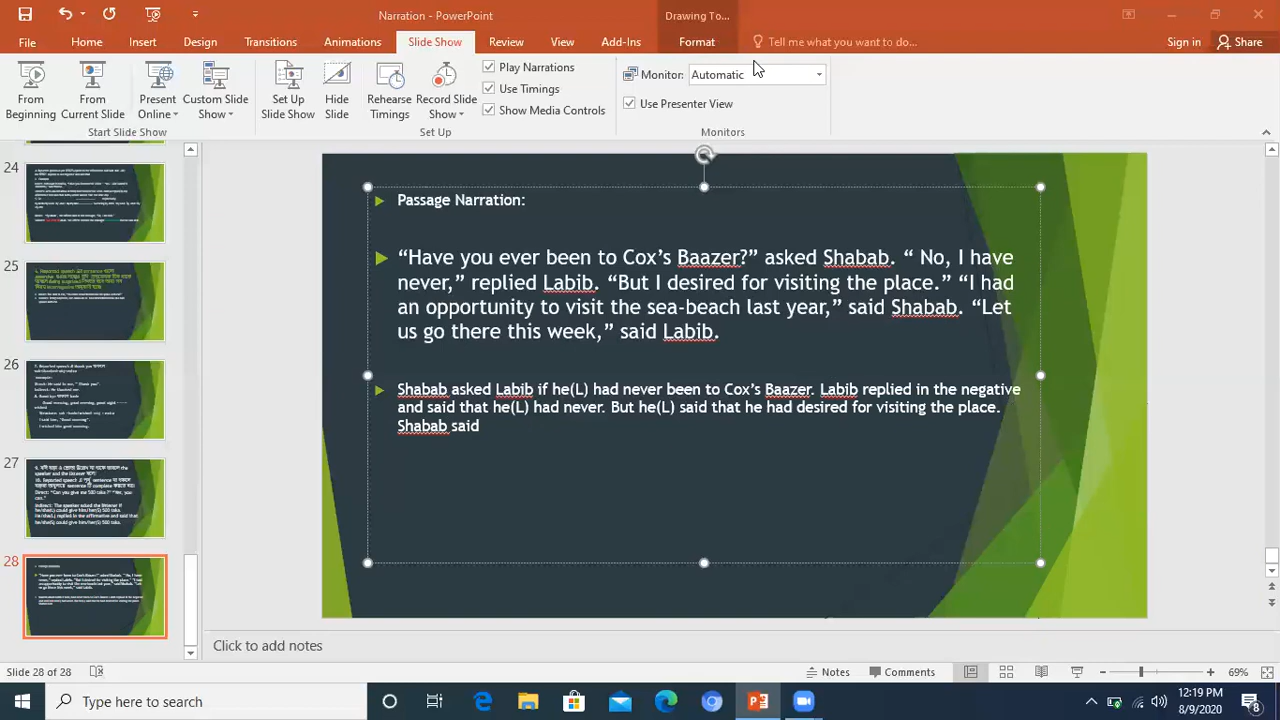 Narration - PowerPoint
Drawing To...
File
Home
Insert
Design
Transitions
Animations
Slide Show
Review
View
Add-Ins
Format
Tell me what you want to do...
Sign in
Share
From Beginning
From Current Slide
Present Online
Custom Slide Show
Start Slide Show
Set Up Slide Show
Hide Slide
Rehearse Timings
Record Slide Show
Play Narrations
Use Timings
Show Media Controls
Set Up
Monitor:
Automatic
Use Presenter View
Monitors
24
25
26
27
28
Passage Narration:
“Have you ever been to Cox’s Baazer?” asked Shabab. “ No, I have
never,” replied Labib. “But I desired for visiting the place.” “I had
an opportunity to visit the sea-beach last year,” said Shabab. “Let
us go there this week,” said Labib.
Shabab asked Labib if he(L) had never been to Cox’s Baazer. Labib replied in the negative
and said that he(L) had never. But he(L) said that he had desired for visiting the place.
Shabab said
Click to add notes
Slide 28 of 28
Notes
Comments
69%
Type here to search
12:19 PM
8/9/2020
8